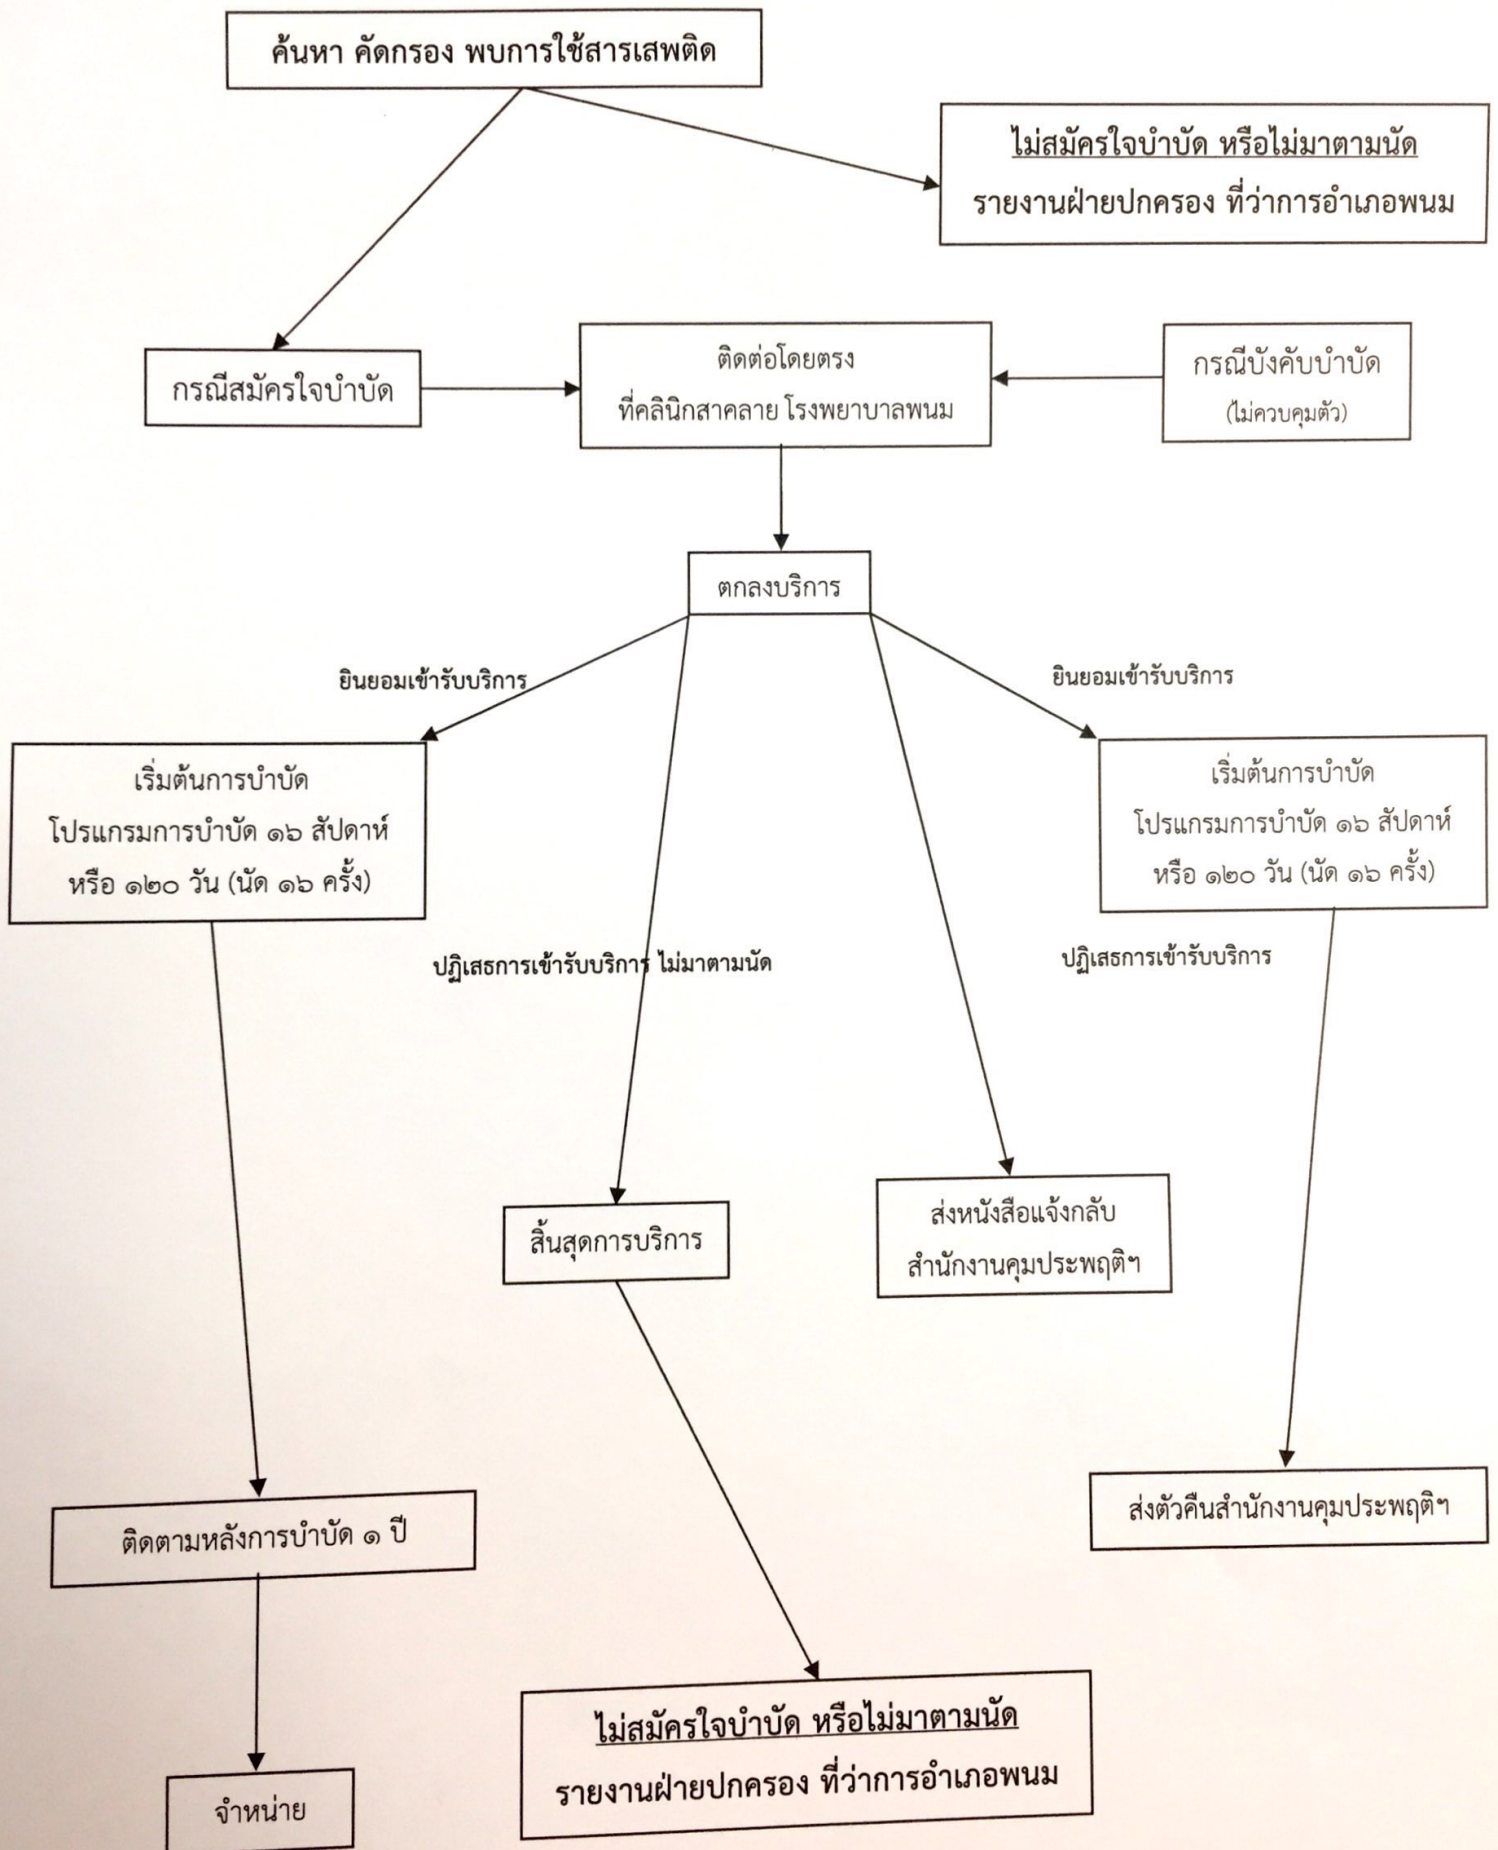 ค้นหา คัดกรอง พบการใช้สารเสพติด
ไม่สมัครใจบำบัด หรือไม่มาตามนัด
รายงานฝ่ายปกครอง ที่ว่าการอำเภอพนม
กรณีสมัครใจบำบัด
ติดต่อโดยตรง
ที่คลินิกสาคลาย โรงพยาบาลพนม
กรณีบังคับบำบัด
(ไม่ควบคุมตัว)
ตกลงบริการ
ยินยอมเข้ารับบริการ
ยินยอมเข้ารับบริการ
เริ่มต้นการบำบัด
โปรแกรมการบำบัด ๑๖ สัปดาห์
หรือ ๑๒๐ วัน (นัด ๑๖ ครั้ง)
เริ่มต้นการบำบัด
โปรแกรมการบำบัด ๑๖ สัปดาห์
หรือ ๑๒๐ วัน (นัด ๑๖ ครั้ง)
ปฏิเสธการเข้ารับบริการ ไม่มาตามนัด
ปฏิเสธการเข้ารับบริการ
สิ้นสุดการบริการ
ส่งหนังสือแจ้งกลับ
สำนักงานคุมประพฤติฯ
ติดตามหลังการบำบัด ๑ ปี
ส่งตัวคืนสำนักงานคุมประพฤติฯ
ไม่สมัครใจบำบัด หรือไม่มาตามนัด
รายงานฝ่ายปกครอง ที่ว่าการอำเภอพนม
จำหน่าย